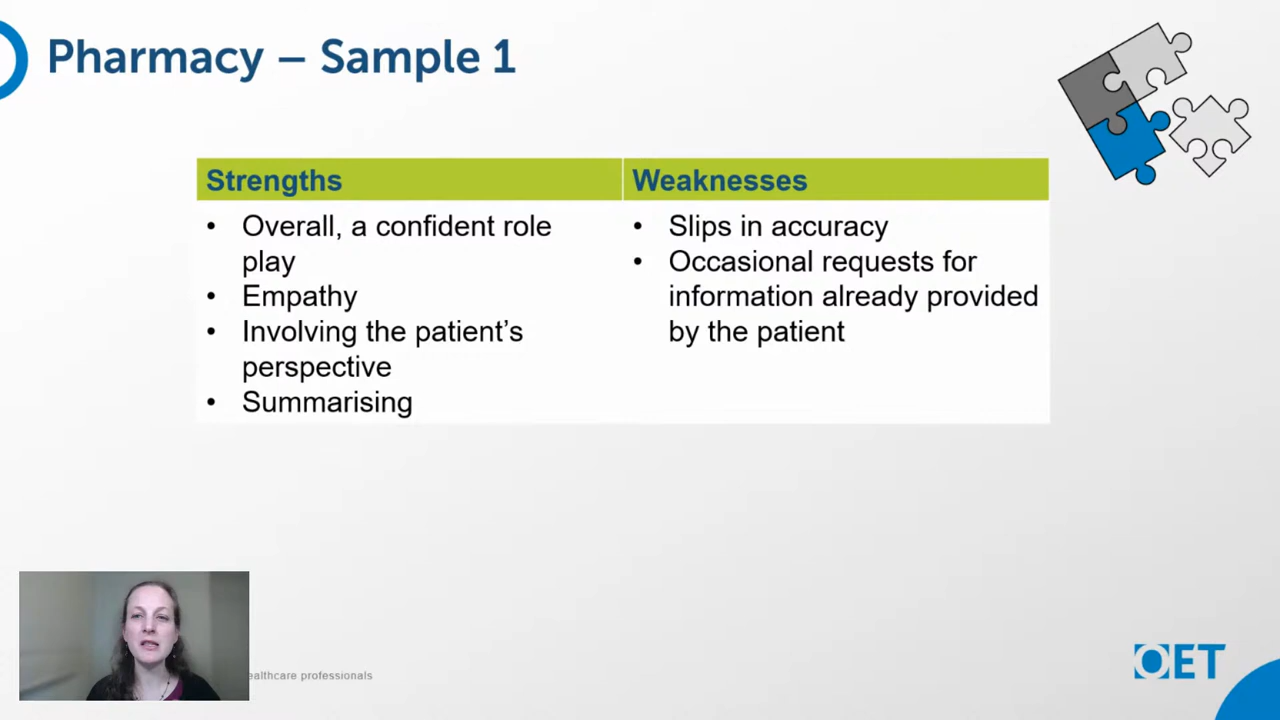 Pharmacy – Sample 1
Strengths
Weaknesses
• Overall, a confident role
play
• Empathy
• Involving the patient’s
perspective
• Summarising
• Slips in accuracy
• Occasional requests for
information already provided
by the patient
healthcare professionals
OET